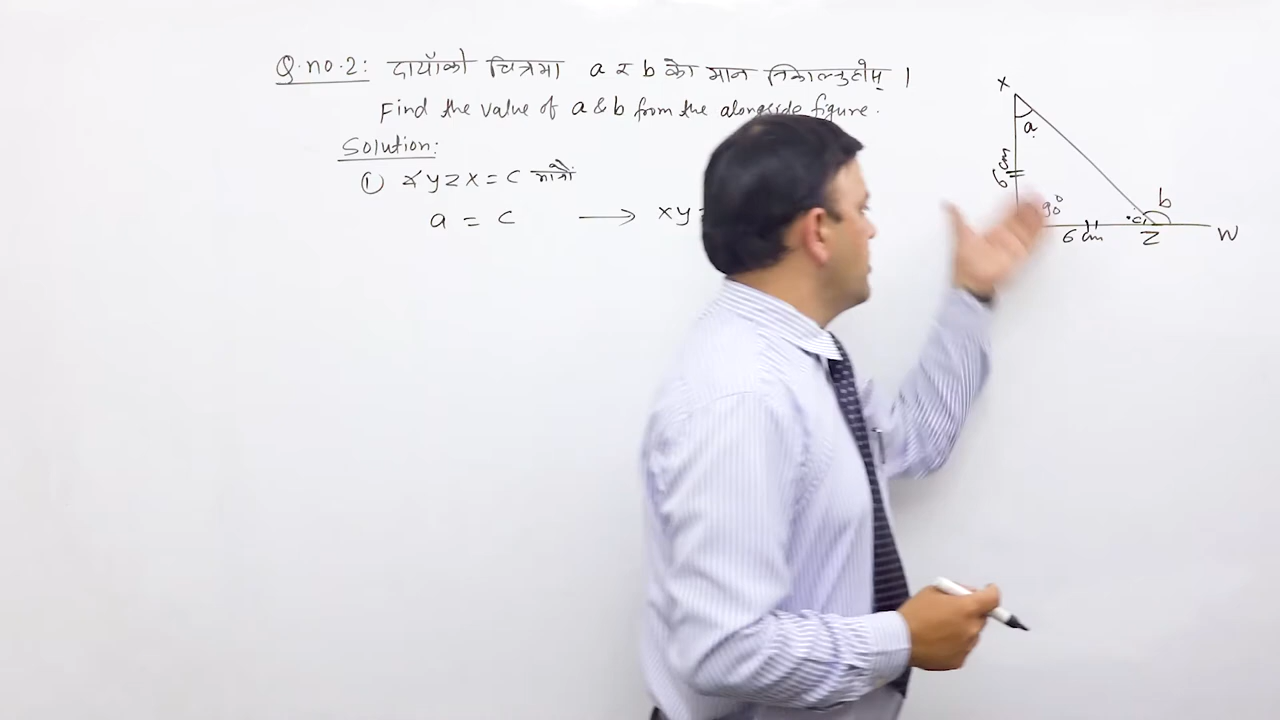 Q.no.2: दायाँको चित्रमा a र b को मान निकाल्नुहोस् ।
Find the value of a & b from the alongside figure.
Solution:
① ∡YZX = c मानौं
a = c → XY =
X
a
6 cm
90°
6 cm
c
b
Z
W